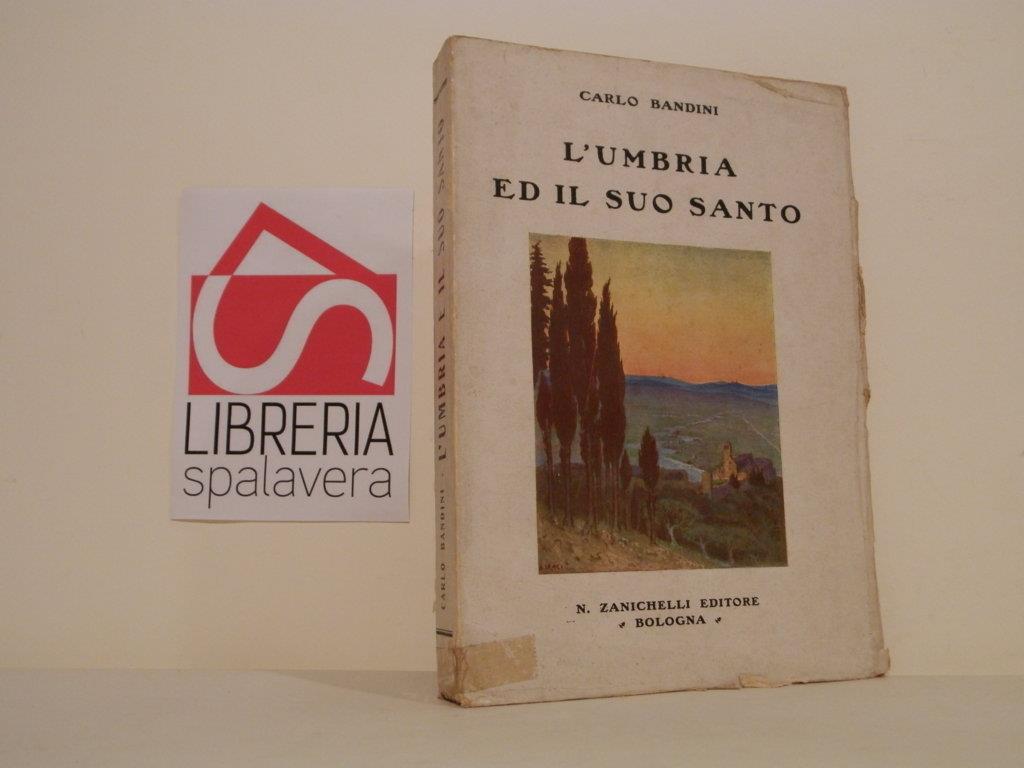 LIBRERIA
spalavera
CARLO BANDINI - L'UMBRIA E IL SUO SANTO
CARLO BANDINI
L'UMBRIA
ED IL SUO SANTO
N. ZANICHELLI EDITORE
BOLOGNA